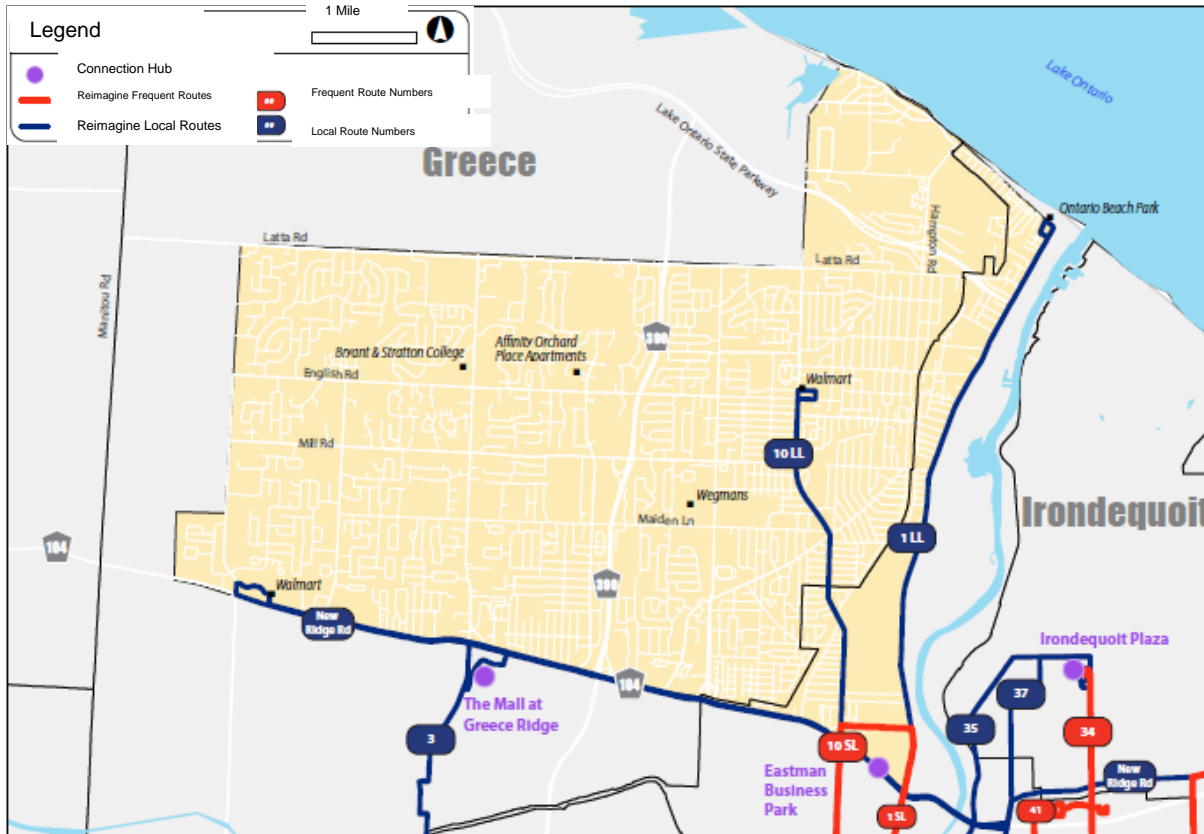 1 Mile
Legend
Connection Hub
Reimagine Frequent Routes
##
Frequent Route Numbers
Reimagine Local Routes
##
Local Route Numbers
Greece
Lake Ontario
Lake Ontario State Parkway
Hampton Rd
Ontario Beach Park
Latta Rd
Latta Rd
Manitou Rd
390
Bryant & Stratton College
Affinity Orchard
Place Apartments
English Rd
Walmart
Mill Rd
10 LL
Wegmans
Maiden Ln
Irondequoit
1 LL
104
390
Walmart
New
Ridge Rd
Irondequoit Plaza
104
The Mall at
Greece Ridge
37
35
34
3
10 SL
Eastman
Business
Park
New
Ridge Rd
1 SL
41